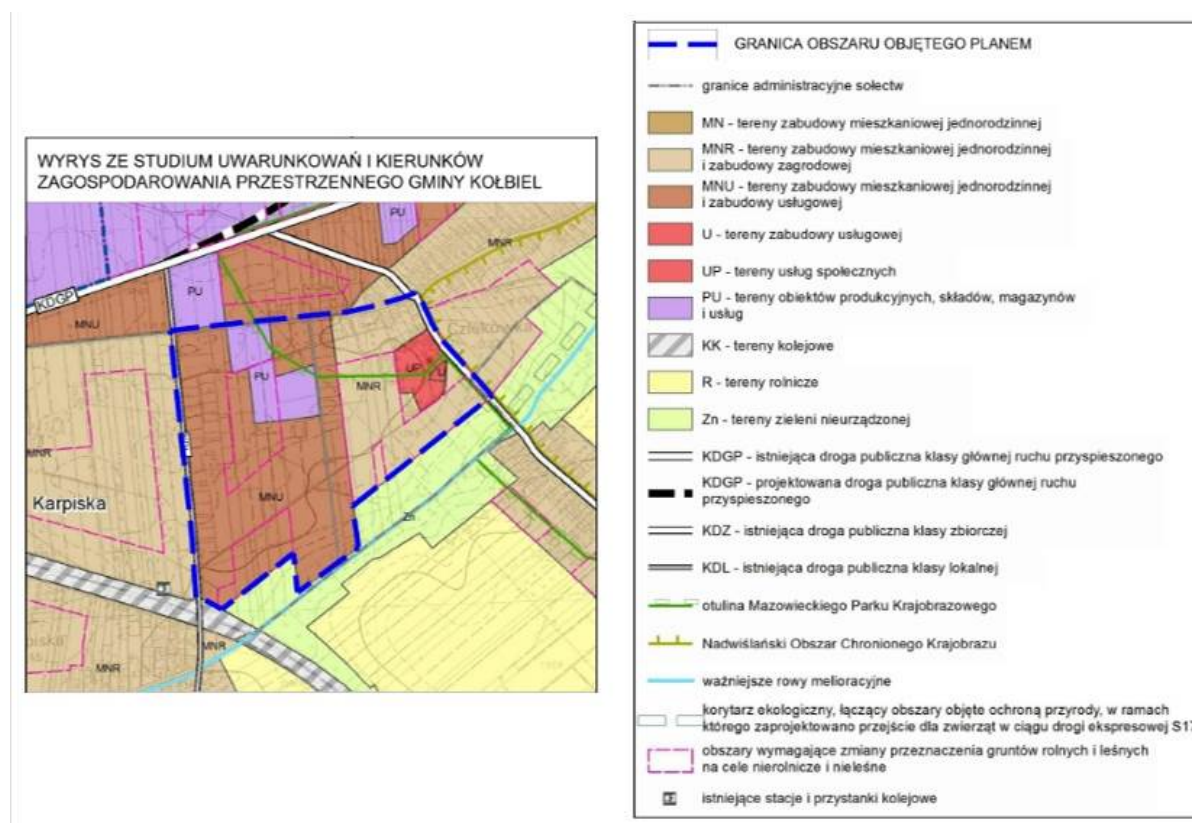 WYRYS ZE STUDIUM UWARUNKOWAŃ I KIERUNKÓW
ZAGOSPODAROWANIA PRZESTRZENNEGO GMINY KOŁBIEL
PU
MNR
KDGP
PU
MNU
Człekówka
UP
U
PU
MNR
MNR
Karpiska
MNU
Zn
MNR
MNR
GRANICA OBSZARU OBJĘTEGO PLANEM
granice administracyjne sołectw
MN - tereny zabudowy mieszkaniowej jednorodzinnej
MNR - tereny zabudowy mieszkaniowej jednorodzinnej
i zabudowy zagrodowej
MNU - tereny zabudowy mieszkaniowej jednorodzinnej
i zabudowy usługowej
U - tereny zabudowy usługowej
UP - tereny usług społecznych
PU - tereny obiektów produkcyjnych, składów, magazynów
i usług
KK - tereny kolejowe
R - tereny rolnicze
Zn - tereny zieleni nieurządzonej
KDGP - istniejąca droga publiczna klasy głównej ruchu przyspieszonego
KDGP - projektowana droga publiczna klasy głównej ruchu
przyspieszonego
KDZ - istniejąca droga publiczna klasy zbiorczej
KDL - istniejąca droga publiczna klasy lokalnej
otulina Mazowieckiego Parku Krajobrazowego
Nadwiślański Obszar Chronionego Krajobrazu
ważniejsze rowy melioracyjne
korytarz ekologiczny, łączący obszary objęte ochroną przyrody, w ramach
którego zaprojektowano przejście dla zwierząt w ciągu drogi ekspresowej S17
obszary wymagające zmiany przeznaczenia gruntów rolnych i leśnych
na cele nierolnicze i nieleśne
istniejące stacje i przystanki kolejowe